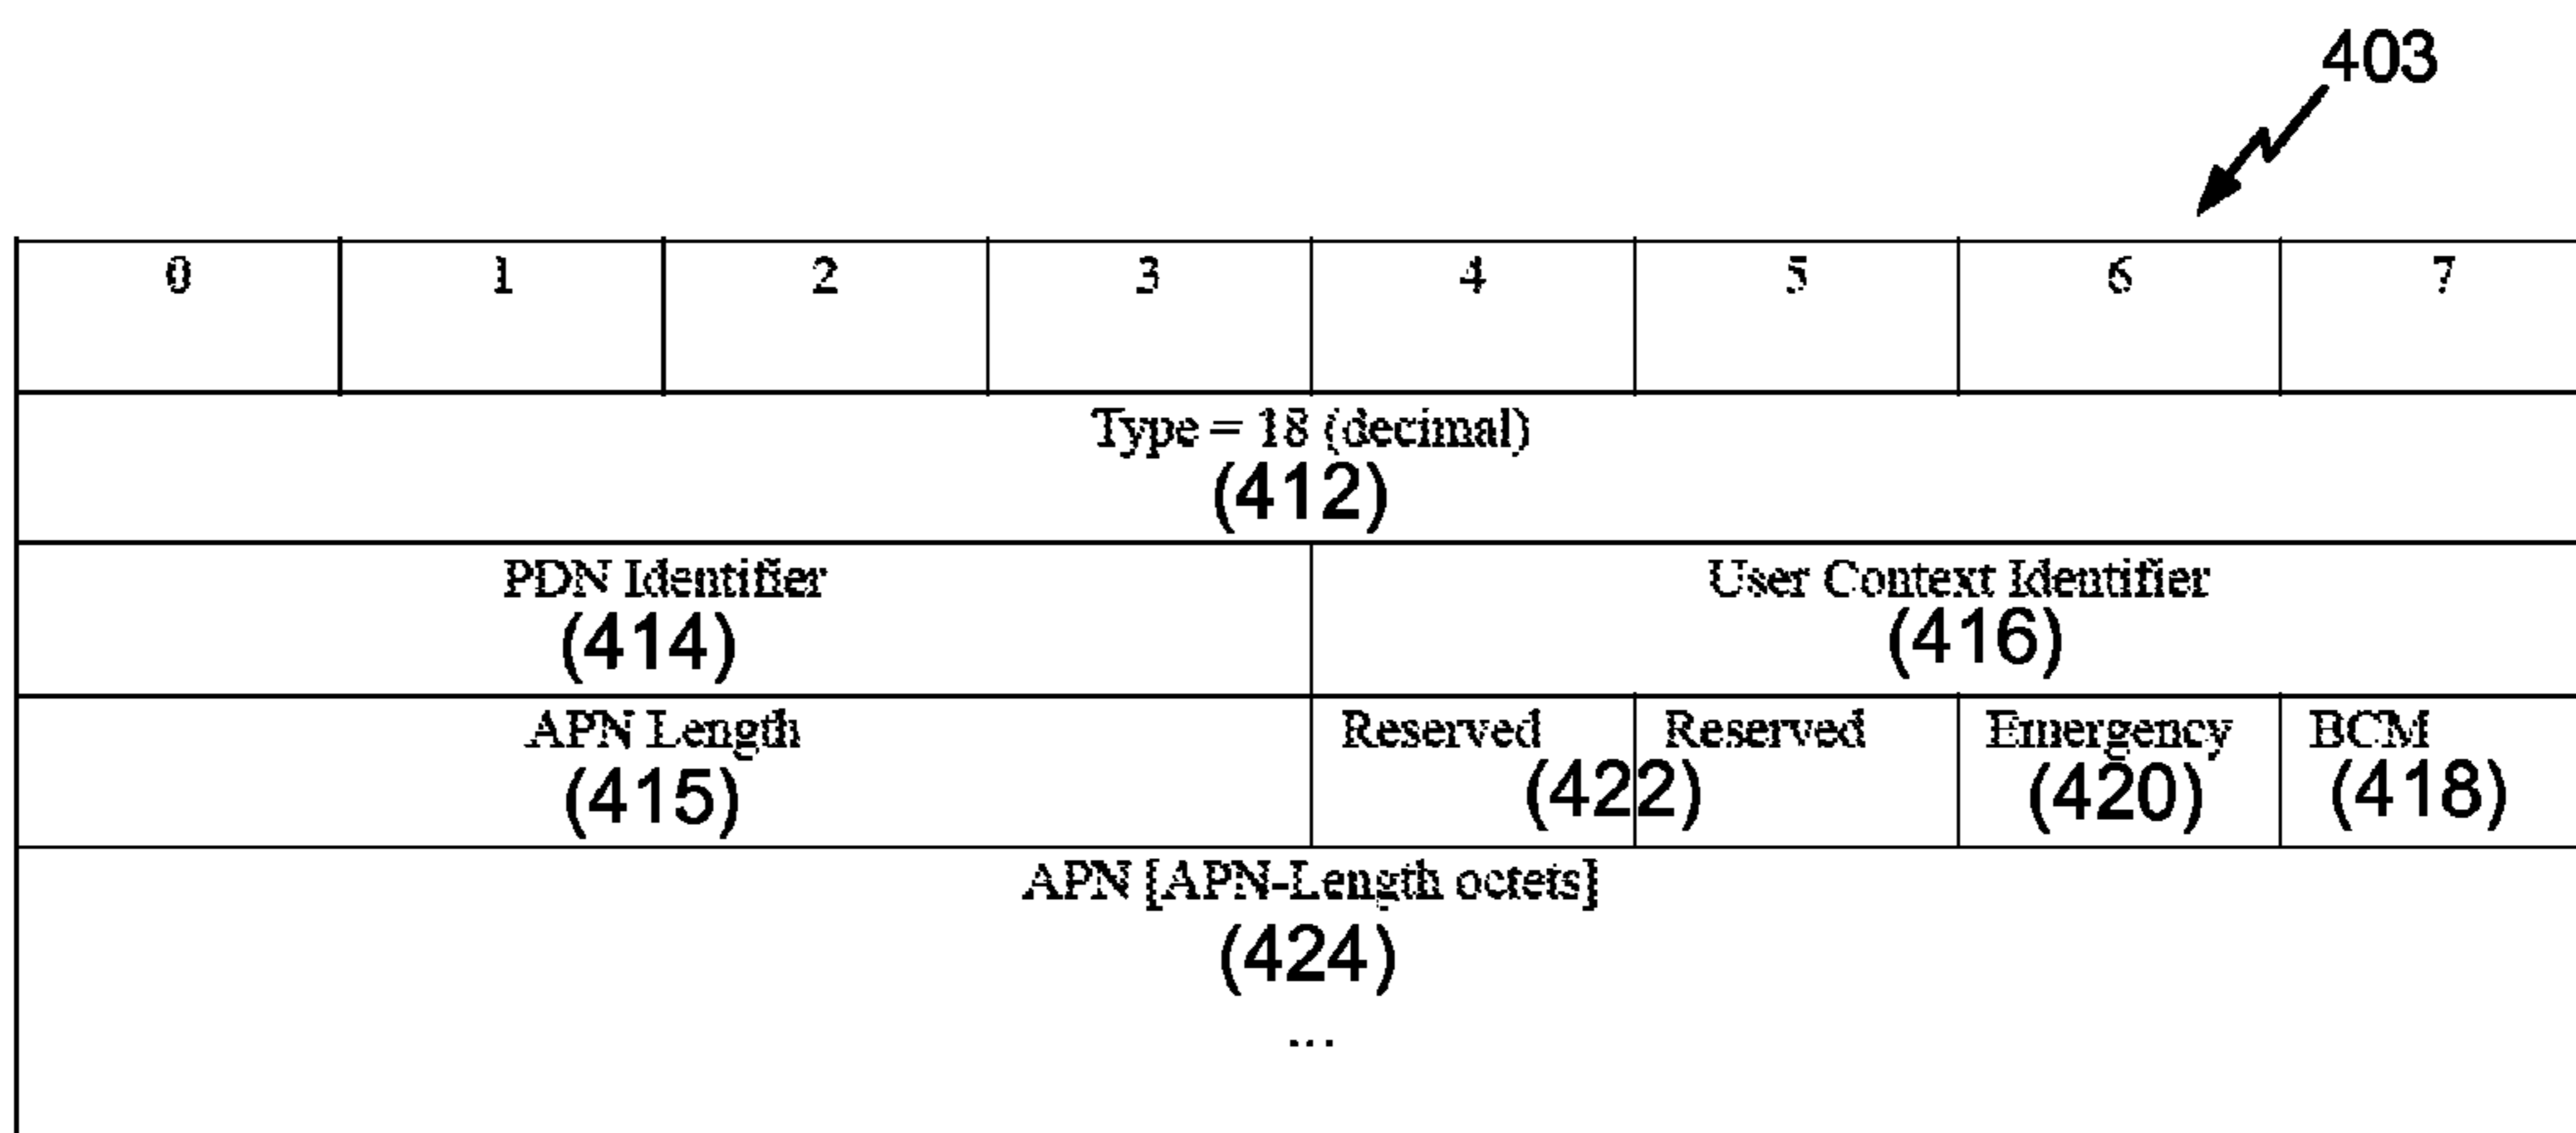 403
0 1 2 3 4 5 6 7
Type = 18 (decimal)
(412)
PDN Identifier User Context Identifier
(414) (416)
APN Length Reserved Reserved Emergency BCM
(415) (422) (420) (418)
APN [APN-Length octets]
(424)
...